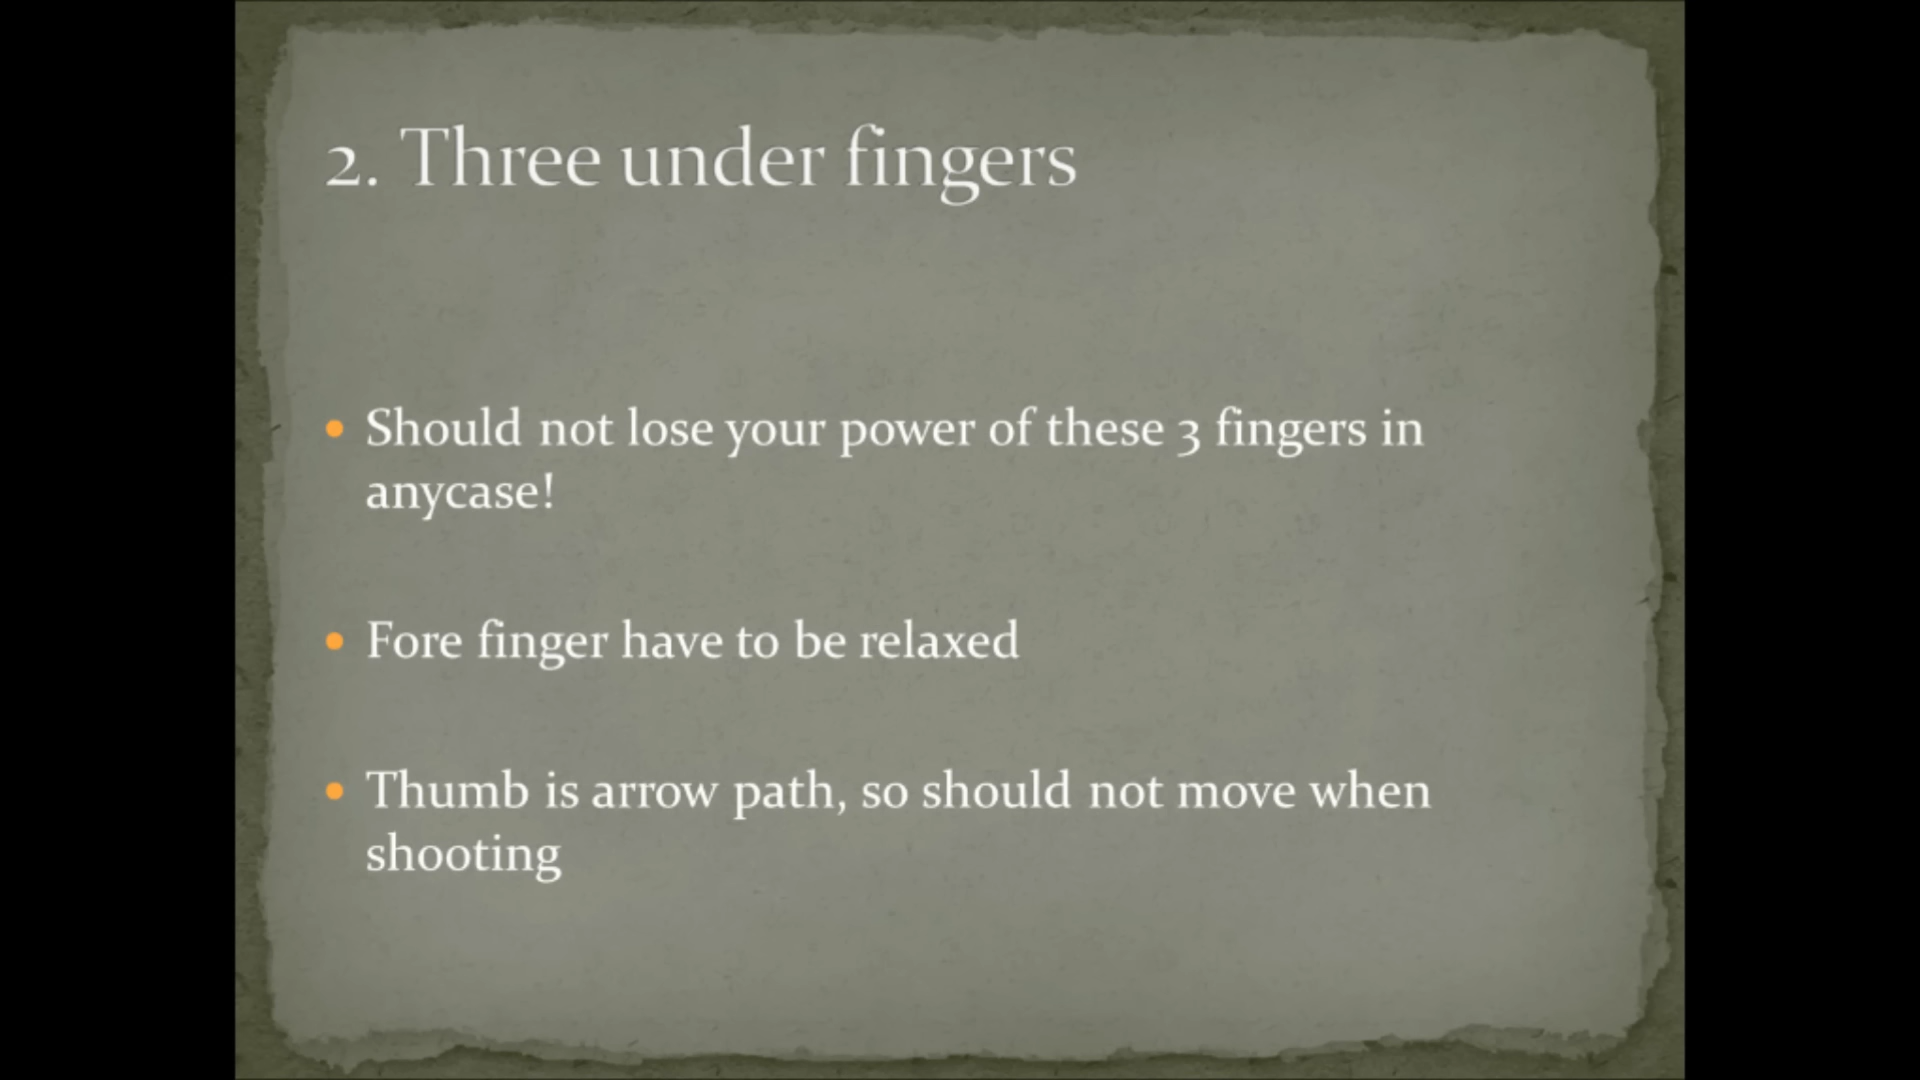 2. Three under fingers
• Should not lose your power of these 3 fingers in
anycase!
• Fore finger have to be relaxed
• Thumb is arrow path, so should not move when
shooting